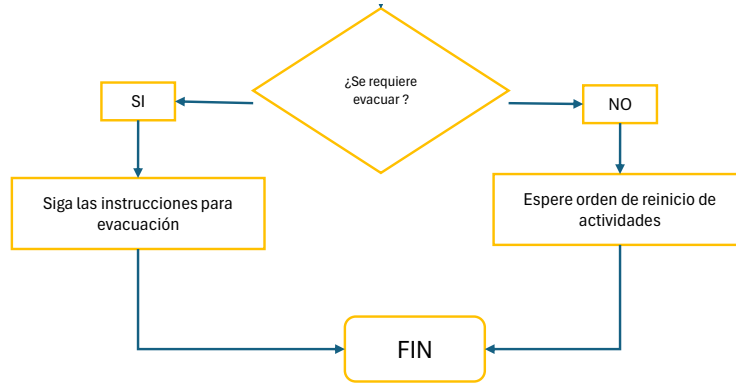 ¿Se requiere
evacuar ?
SI
NO
Siga las instrucciones para
evacuación
Espere orden de reinicio de
actividades
FIN